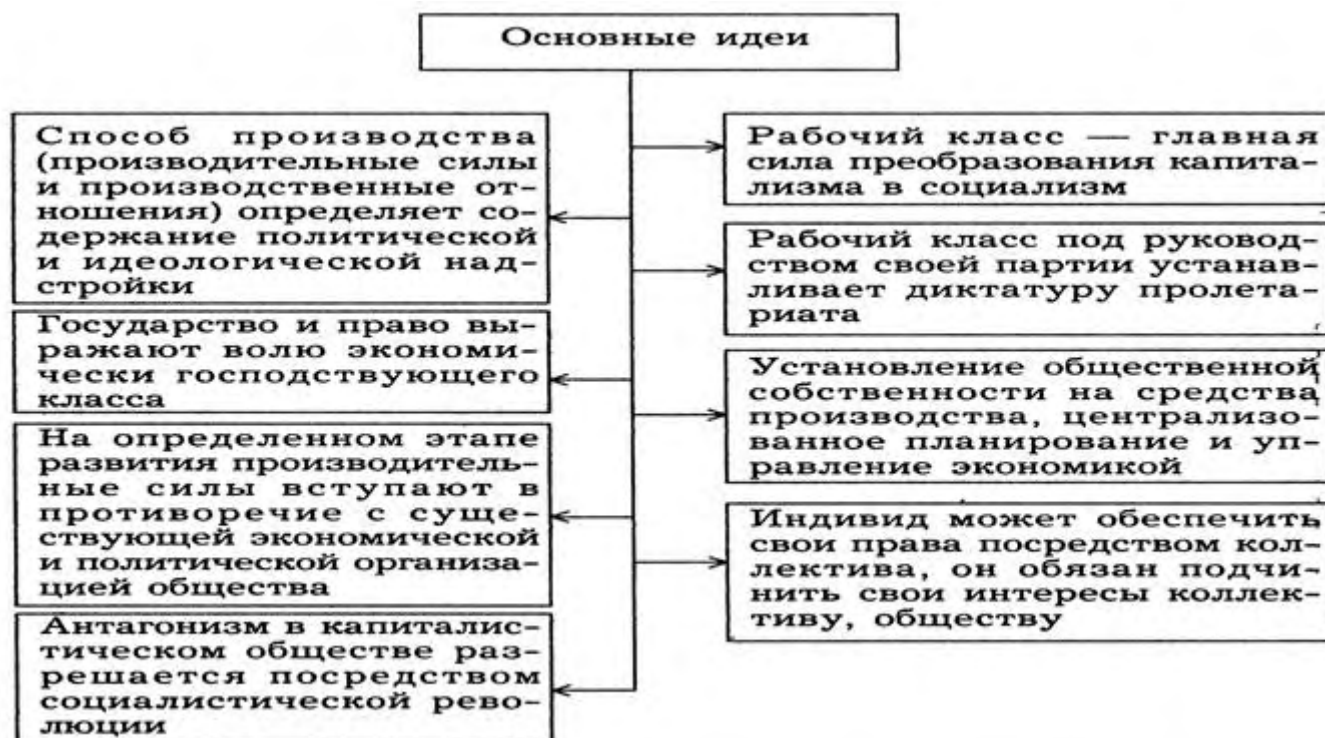 Основные идеи
Способ производства
(производительные силы
и производственные от-
ношения) определяет со-
держание политической
и идеологической над-
стройки
Государство и право вы-
ражают волю экономи-
чески господствующего
класса
На определенном этапе
развития производитель-
ные силы вступают в
противоречие с суще-
ствующей экономической
и политической организа-
цией общества
Антагонизм в капиталис-
тическом обществе раз-
решается посредством
социалистической рево-
люции
Рабочий класс — главная
сила преобразования капита-
лизма в социализм
Рабочий класс под руковод-
ством своей партии устанав-
ливает диктатуру пролета-
риата
Установление общественной
собственности на средства
производства, централизо-
ванное планирование и уп-
равление экономикой
Индивид может обеспечить
свои права посредством кол-
лектива, он обязан подчи-
нить свои интересы коллек-
тиву, обществу